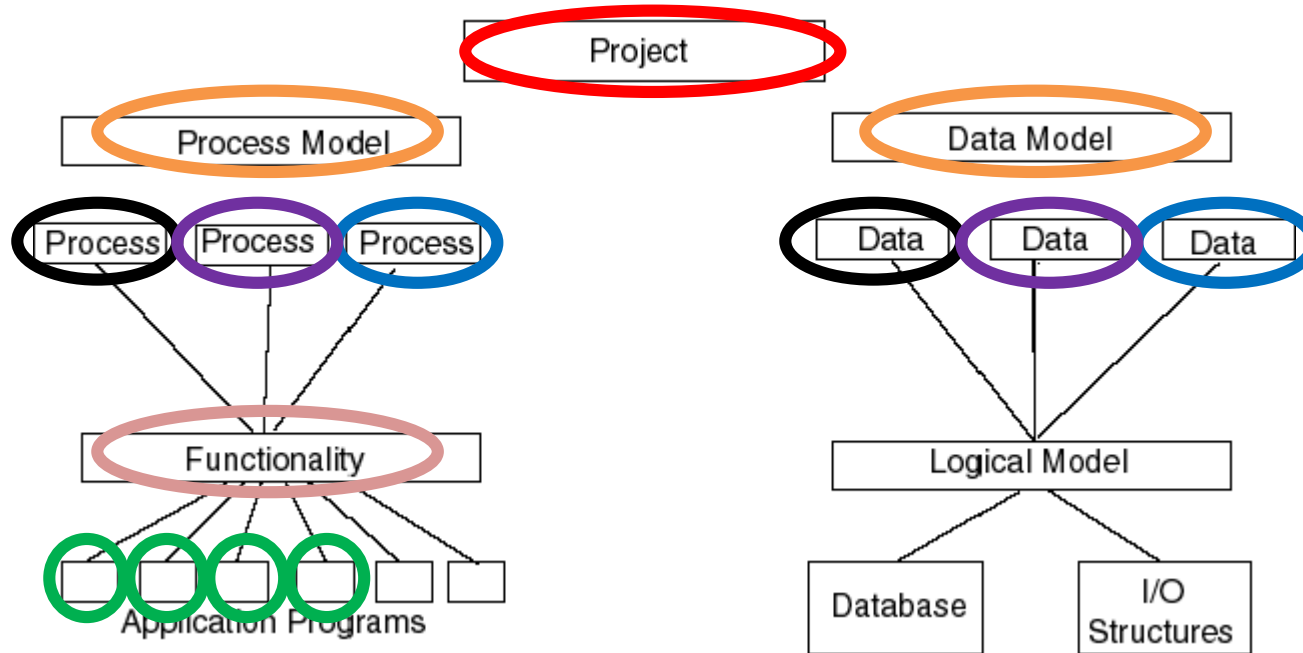 Project
Process Model
Data Model
Process
Process
Process
Data
Data
Data
Functionality
Logical Model
Application Programs
Database
I/O
Structures